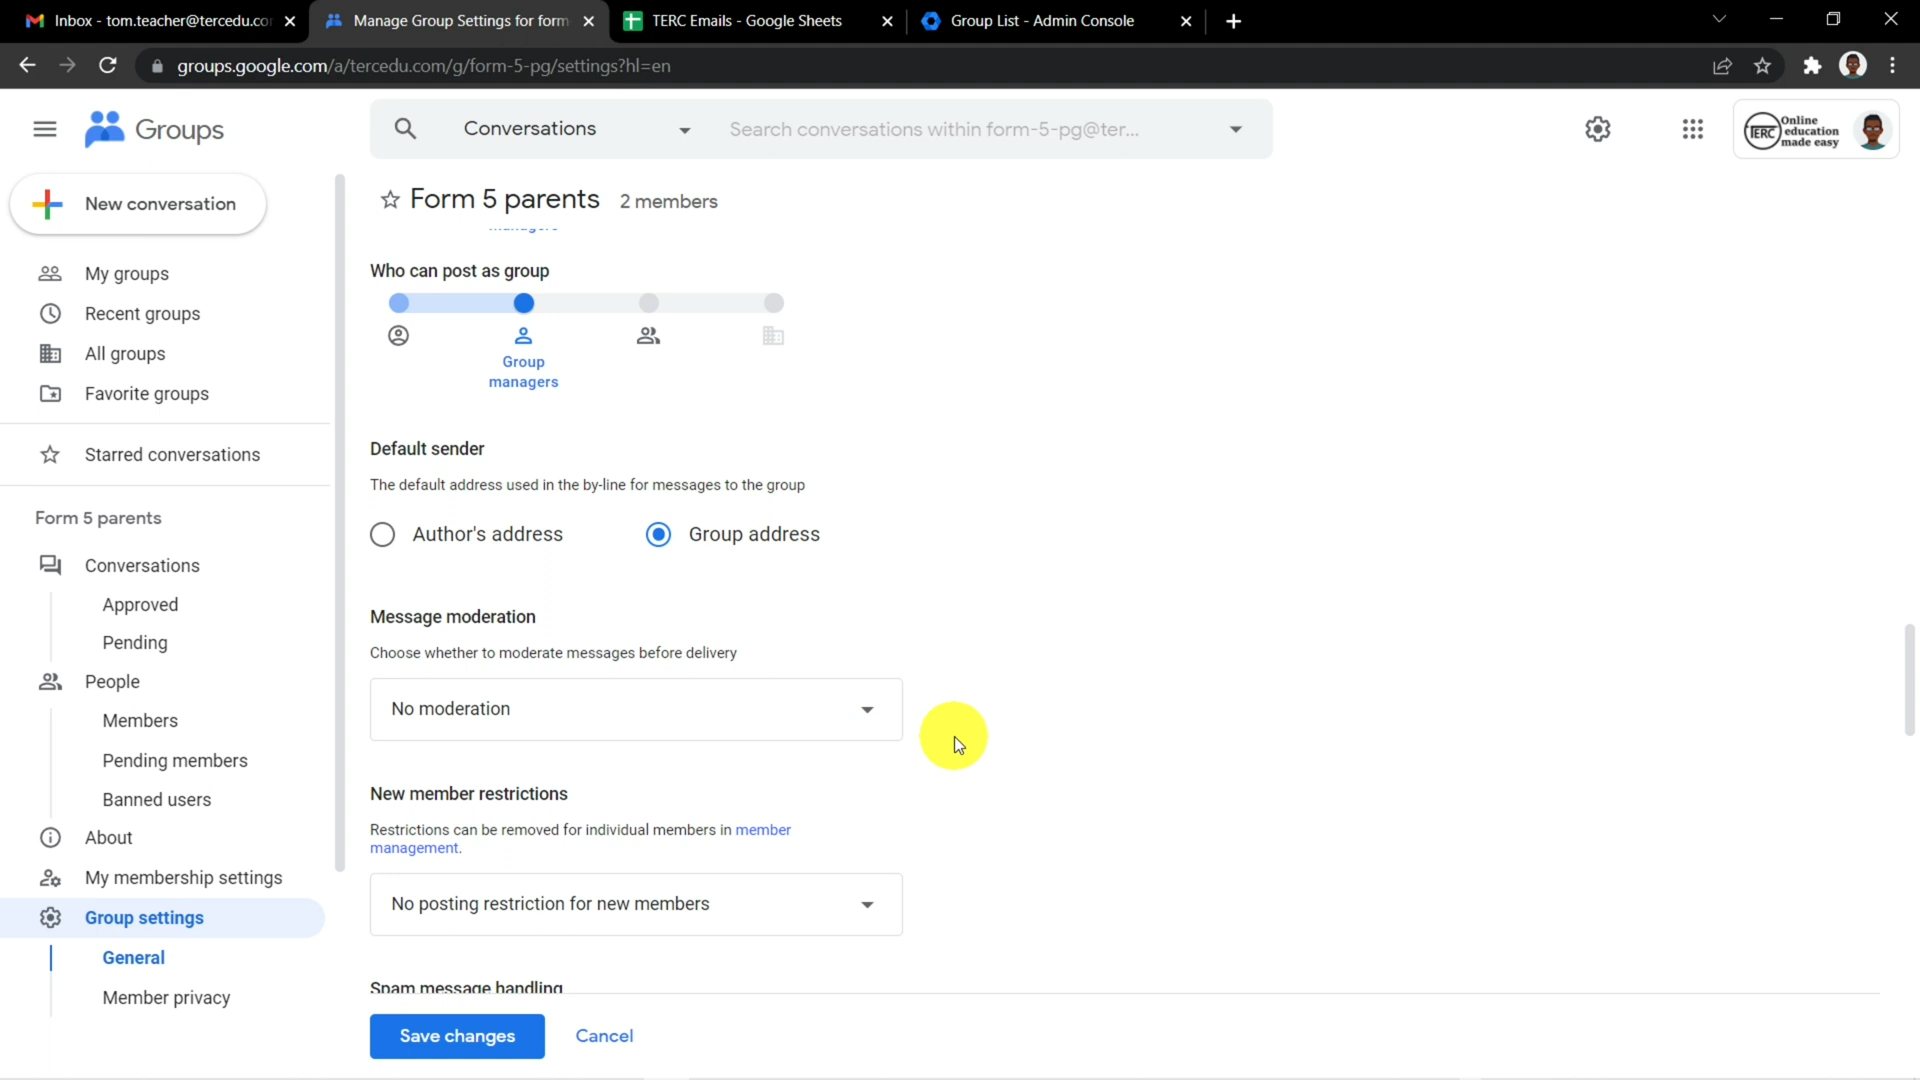 Inbox - tom.teacher@tercedu.co
Manage Group Settings for form
TERC Emails - Google Sheets
Group List - Admin Console
groups.google.com/a/tercedu.com/g/form-5-pg/settings?hl=en
Groups
Conversations
Search conversations within form-5-pg@ter...
TERC
Online
education
made easy
New conversation
My groups
Recent groups
All groups
Favorite groups
Starred conversations
Form 5 parents
Conversations
Approved
Pending
People
Members
Pending members
Banned users
About
My membership settings
Group settings
General
Member privacy
Form 5 parents 2 members
managers
Who can post as group
Group
managers
Default sender
The default address used in the by-line for messages to the group
Author's address
Group address
Message moderation
Choose whether to moderate messages before delivery
No moderation
New member restrictions
Restrictions can be removed for individual members in member
management.
No posting restriction for new members
Spam message handling
Save changes
Cancel